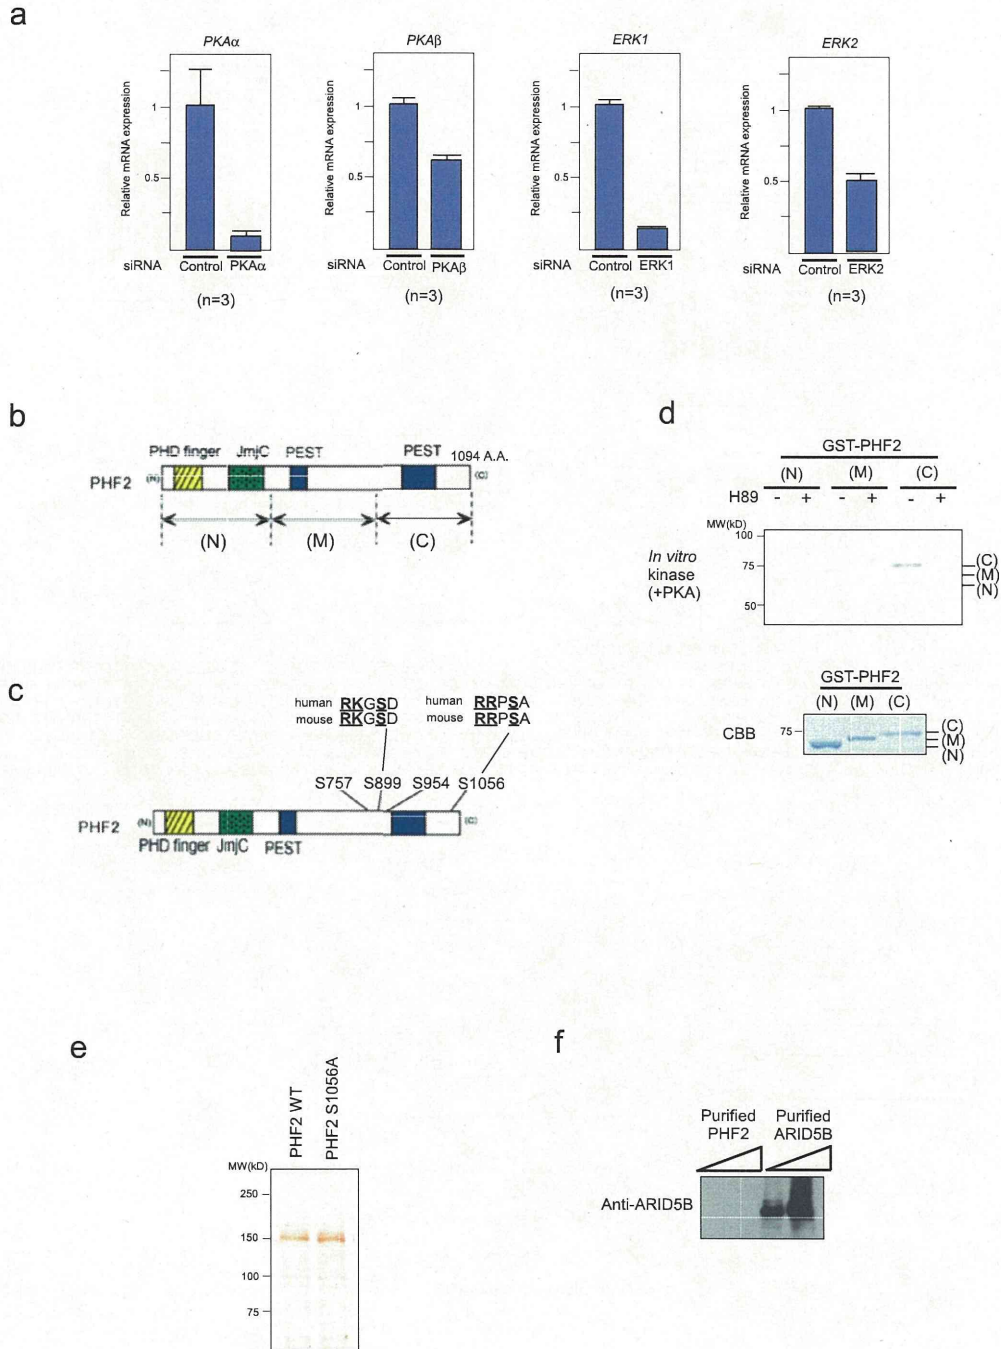 a
PKAα
Relative mRNA expression
1
0.5
siRNA Control PKAα
(n=3)
PKAβ
Relative mRNA expression
1
0.5
siRNA Control PKAβ
(n=3)
ERK1
Relative mRNA expression
1
0.5
siRNA Control ERK1
(n=3)
ERK2
Relative mRNA expression
1
0.5
siRNA Control ERK2
(n=3)
b
PHD finger JmjC PEST PEST 1094 A.A.
PHF2 (N) (C)
(N) (M) (C)
c
human RKGSD human RRPSA
mouse RKGSD mouse RRPSA
S757 S899 S954 S1056
PHF2 (N) (C)
PHD finger JmjC PEST
d
GST-PHF2
(N) (M) (C)
H89 - + - + - +
MW(kD)
100
75
50
In vitro
kinase
(+PKA)
(C)
(M)
(N)
GST-PHF2
(N) (M) (C)
CBB 75
(C)
(M)
(N)
e
PHF2 WT
PHF2 S1056A
MW(kD)
250
150
100
75
f
Purified PHF2
Purified ARID5B
Anti-ARID5B